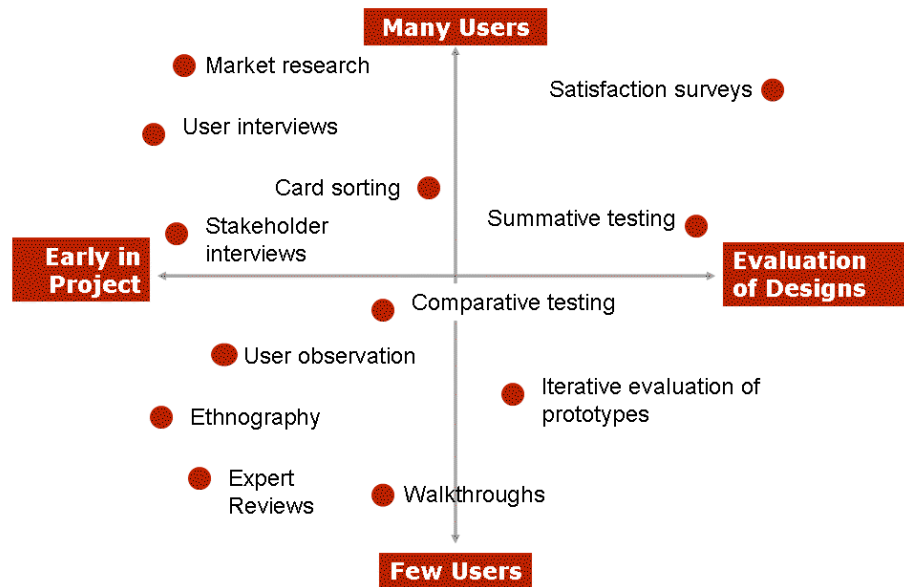 Many Users
Market research
Satisfaction surveys
User interviews
Card sorting
Summative testing
Stakeholder
interviews
Early in
Project
Evaluation
of Designs
Comparative testing
User observation
Iterative evaluation of
prototypes
Ethnography
Expert
Reviews
Walkthroughs
Few Users